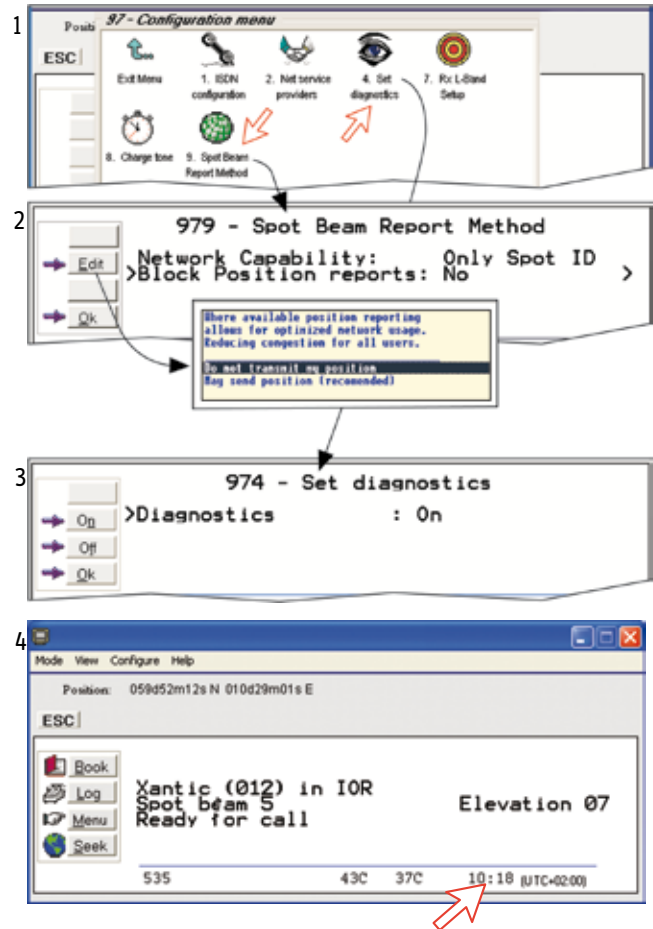 1
97 - Configuration menu
Positi
ESC
Exit Menu
1. ISDN configuration
2. Net service providers
4. Set diagnostics
7. Rx L-Band Setup
8. Charge tone
9. Spot Beam Report Method
2
979 - Spot Beam Report Method
Edit
Network Capability: Only Spot ID
>Block Position reports: No >
Ok
Where available position reporting
allows for optimized network usage.
Reducing congestion for all users.
Do not transmit my position
May send position (recomended)
3
974 - Set diagnostics
On
>Diagnostics : On
Off
Ok
4
Mode View Configure Help
Position: 059d52m12s N 010d29m01s E
ESC
Book
Log
Menu
Seek
Xantic (012) in IOR
Spot beam 5 Elevation 07
Ready for call
535 43C 37C 10:18 (UTC+02:00)